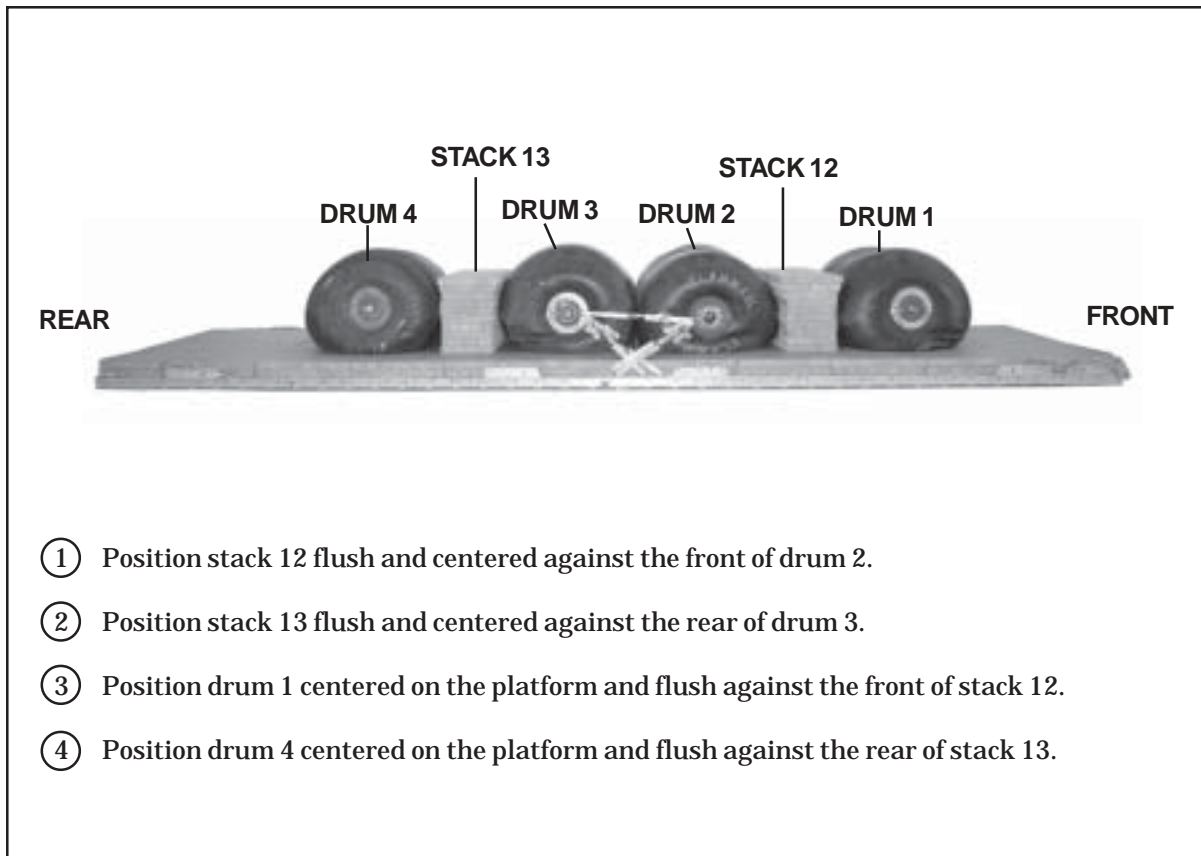 STACK 13
STACK 12
DRUM 4
DRUM 3
DRUM 2
DRUM 1
REAR
FRONT
1 Position stack 12 flush and centered against the front of drum 2.
2 Position stack 13 flush and centered against the rear of drum 3.
3 Position drum 1 centered on the platform and flush against the front of stack 12.
4 Position drum 4 centered on the platform and flush against the rear of stack 13.